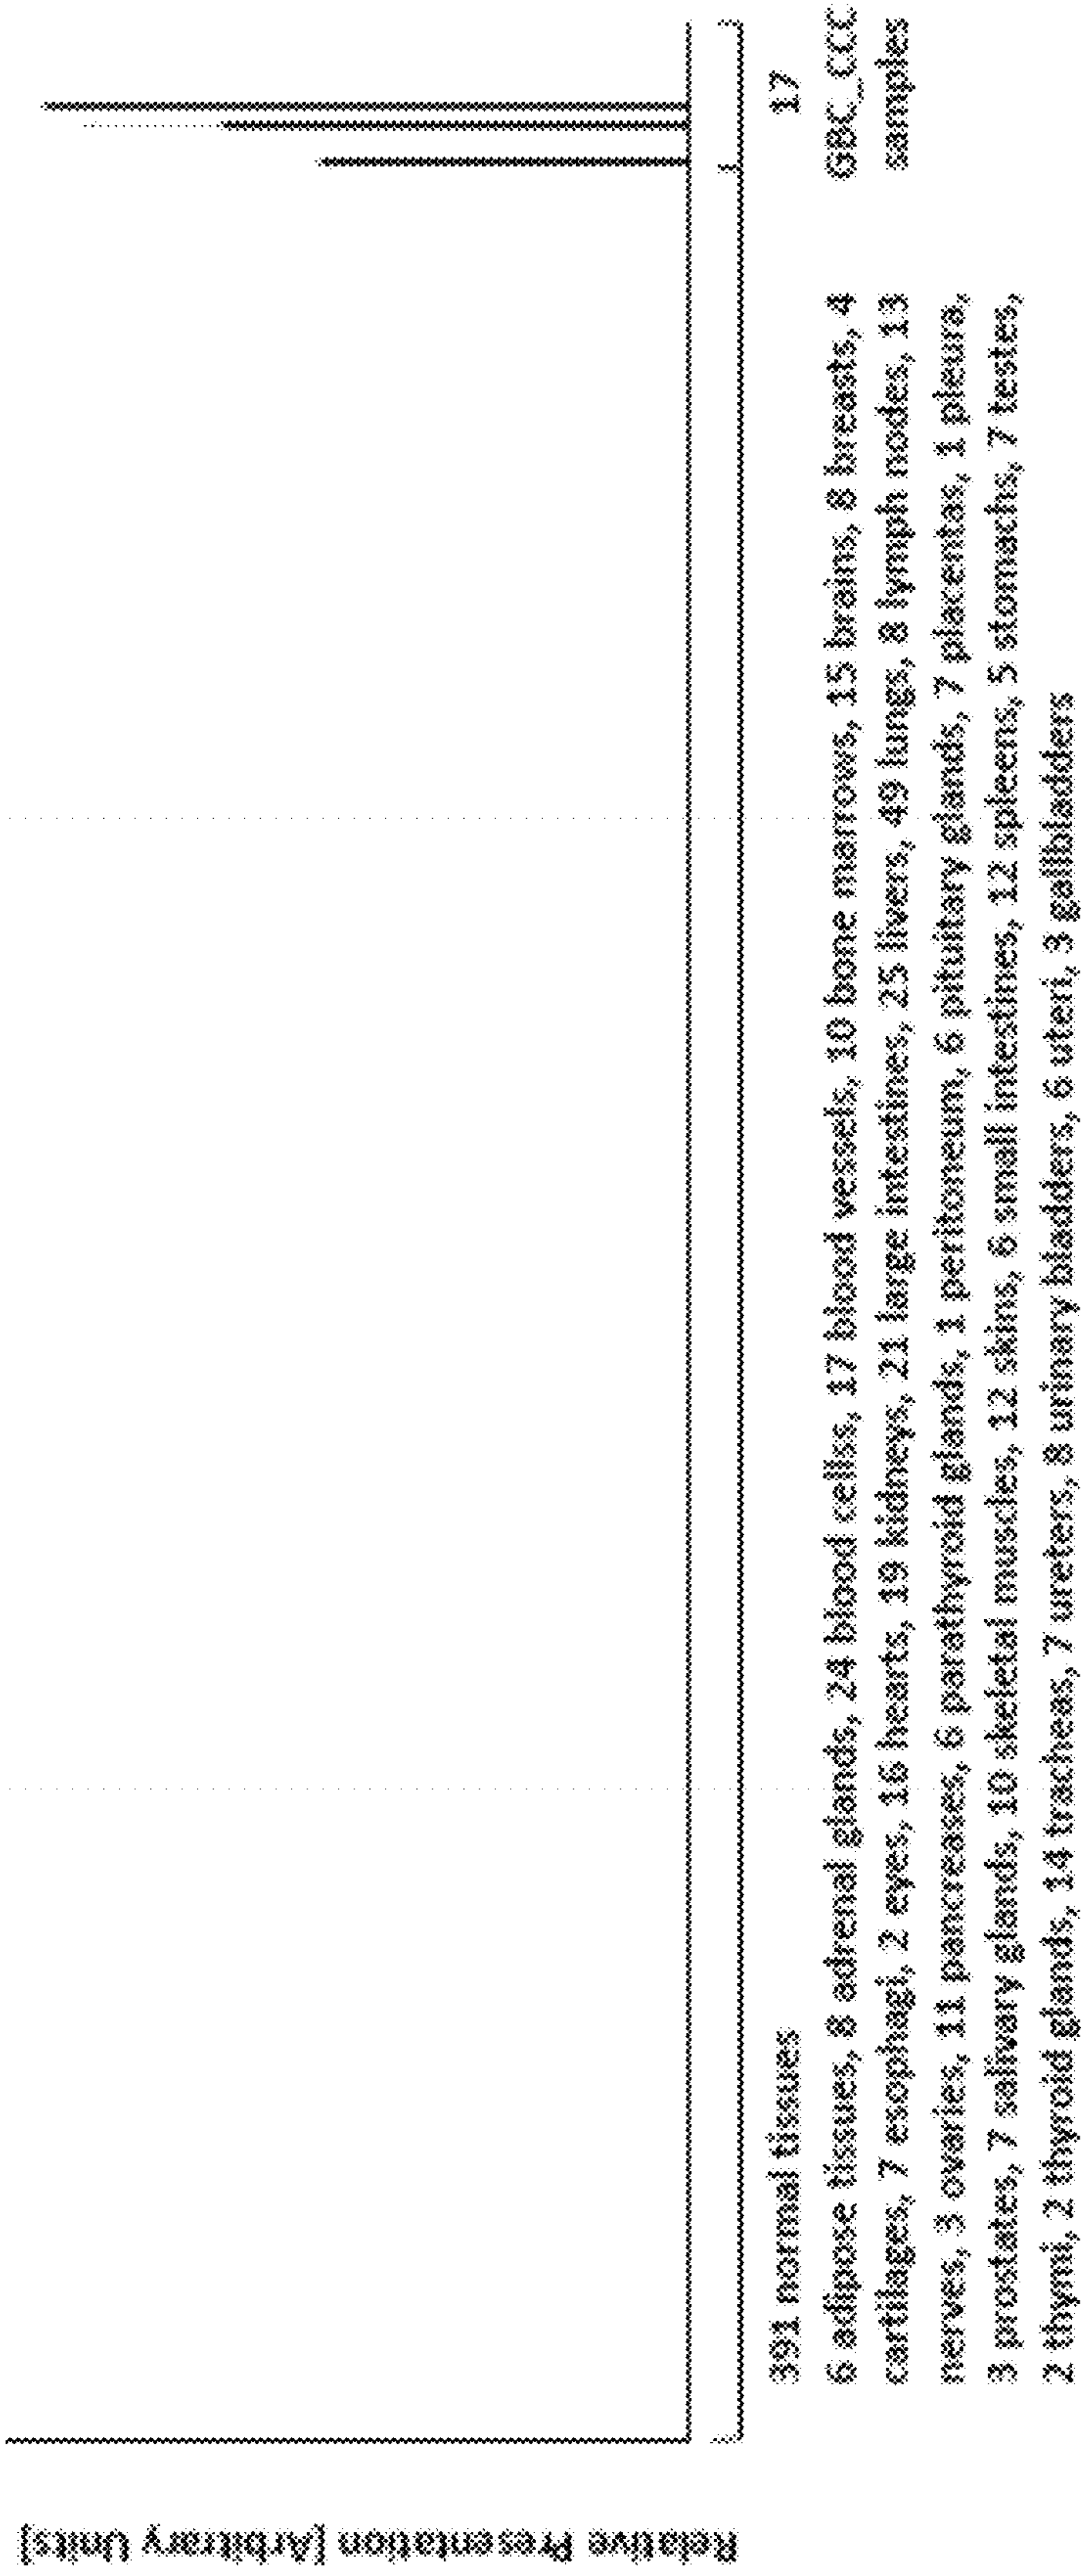 Relative Presentation [Arbitrary Units]
391 normal tissues
6 adipose tissues, 8 adrenal glands, 24 blood cellss, 17 blood vessels, 10 bone marrows, 15 brains, 8 breasts, 4
cartilages, 7 esophagi, 2 eyes, 16 hearts, 19 kidneys, 21 large intestines, 25 livers, 49 lungs, 8 lymph nodes, 13
nerves, 3 ovaries, 11 pancreases, 6 parathyroid glands, 1 peritoneum, 6 pituitary glands, 7 placentas, 1 pleura,
3 prostates, 7 salivary glands, 10 skeletal muscles, 12 skins, 6 small intestines, 12 spleens, 5 stomachs, 7 testes,
2 thymi, 2 thyroid glands, 14 tracheas, 7 ureters, 8 urinary bladders, 6 uteri, 3 gallbladders
17
GBC_CCC
samples